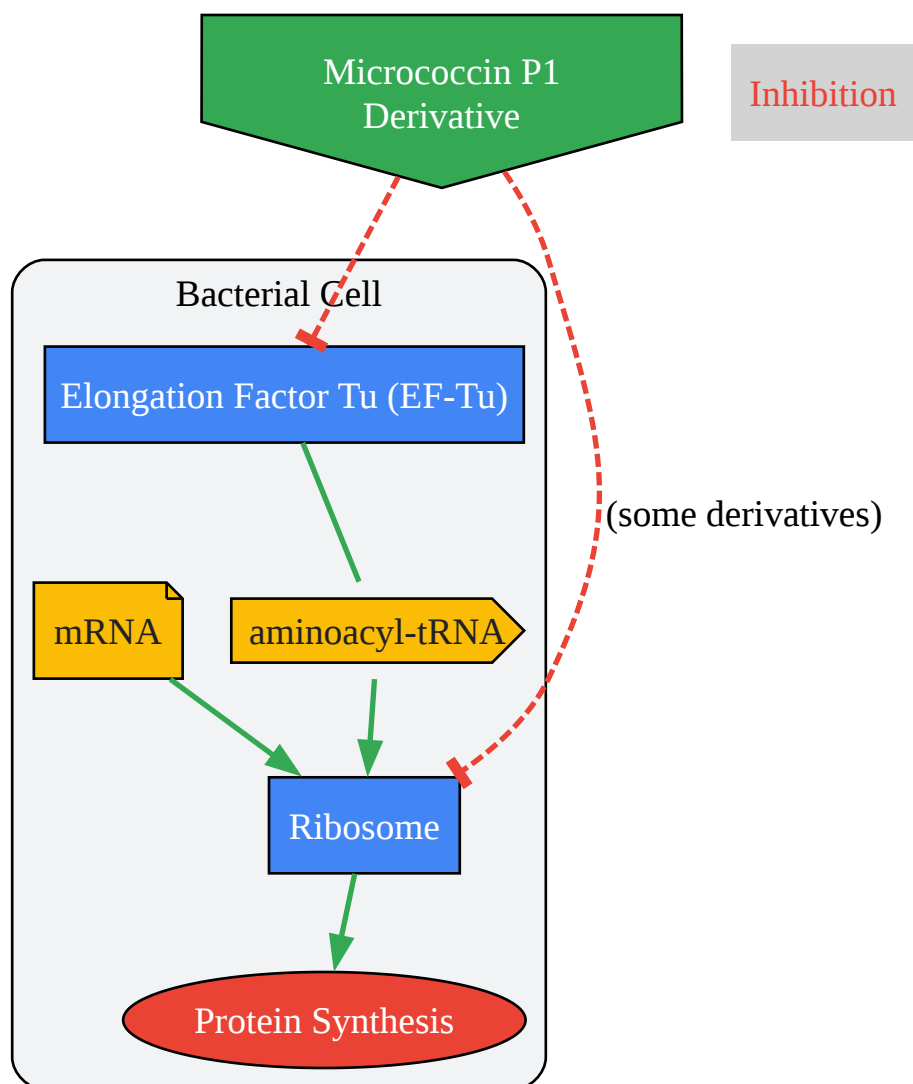 Micrococcin P1
Derivative
Inhibition
Bacterial Cell
Elongation Factor Tu (EF-Tu)
(some derivatives)
mRNA
aminoacyl-tRNA
Ribosome
Protein Synthesis